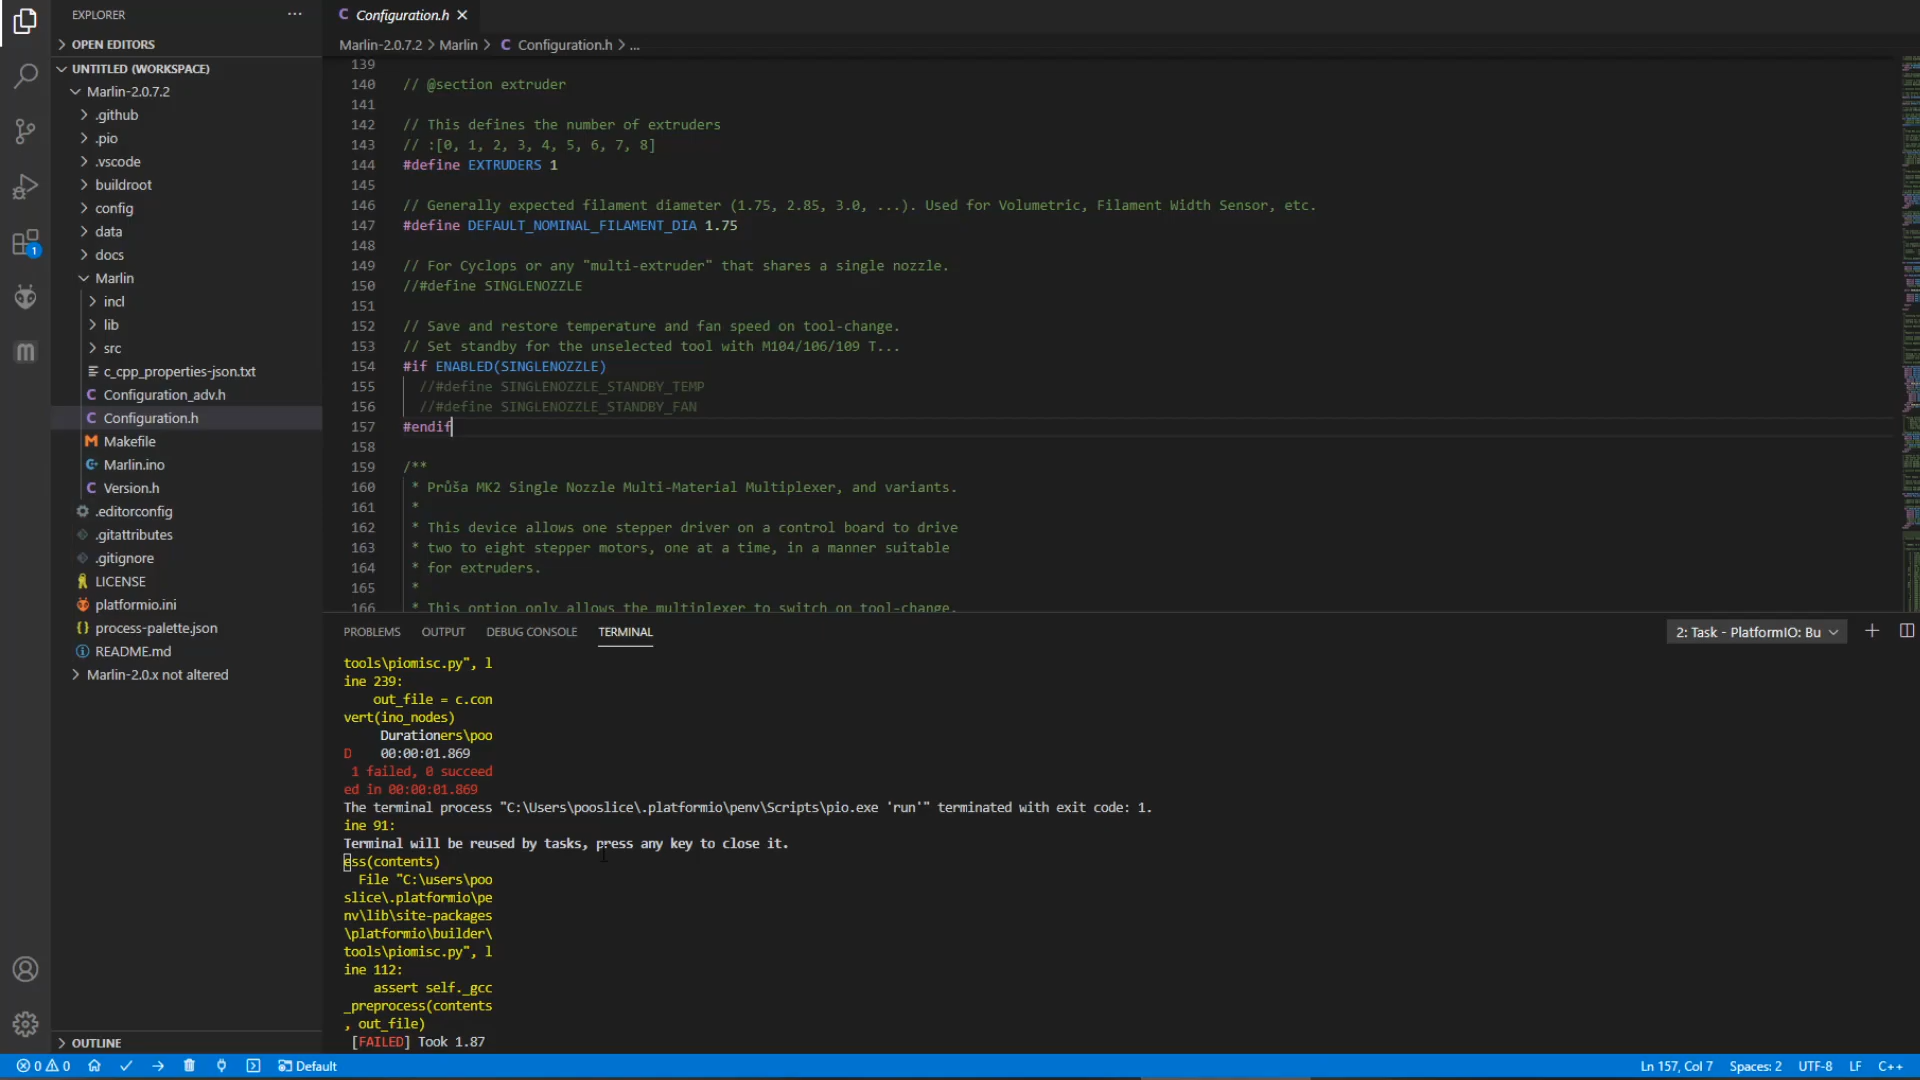 EXPLORER
OPEN EDITORS
UNTITLED (WORKSPACE)
Marlin-2.0.7.2
.github
.pio
.vscode
buildroot
config
data
docs
Marlin
incl
lib
src
c_cpp_properties-json.txt
Configuration_adv.h
Configuration.h
Makefile
Marlin.ino
Version.h
.editorconfig
.gitattributes
.gitignore
LICENSE
platformio.ini
process-palette.json
README.md
Marlin-2.0.x not altered
OUTLINE
1
Configuration.h
Marlin-2.0.7.2 > Marlin > C Configuration.h > ...
139
140 // @section extruder
141
142 // This defines the number of extruders
143 // :[0, 1, 2, 3, 4, 5, 6, 7, 8]
144 #define EXTRUDERS 1
145
146 // Generally expected filament diameter (1.75, 2.85, 3.0, ...). Used for Volumetric, Filament Width Sensor, etc.
147 #define DEFAULT_NOMINAL_FILAMENT_DIA 1.75
148
149 // For Cyclops or any "multi-extruder" that shares a single nozzle.
150 //#define SINGLENOZZLE
151
152 // Save and restore temperature and fan speed on tool-change.
153 // Set standby for the unselected tool with M104/106/109 T...
154 #if ENABLED(SINGLENOZZLE)
155 //#define SINGLENOZZLE_STANDBY_TEMP
156 //#define SINGLENOZZLE_STANDBY_FAN
157 #endif
158
159 /**
160 * Průša MK2 Single Nozzle Multi-Material Multiplexer, and variants.
161 *
162 * This device allows one stepper driver on a control board to drive
163 * two to eight stepper motors, one at a time, in a manner suitable
164 * for extruders.
165 *
166 * This option only allows the multiplexer to switch on tool-change.
PROBLEMS OUTPUT DEBUG CONSOLE TERMINAL
2: Task - PlatformIO: Bu
tools\piomisc.py", l
ine 239:
out_file = c.con
vert(ino_nodes)
Durationers\poo
D 00:00:01.869
1 failed, 0 succeed
ed in 00:00:01.869
The terminal process "C:\Users\pooslice\.platformio\penv\Scripts\pio.exe 'run'" terminated with exit code: 1.
ine 91:
Terminal will be reused by tasks, press any key to close it.
ess(contents)
File "C:\users\poo
slice\.platformio\pe
nv\lib\site-packages
\platformio\builder\
tools\piomisc.py", l
ine 112:
assert self._gcc
_preprocess(contents
, out_file)
[FAILED] Took 1.87
0 0 Default
Ln 157, Col 7 Spaces: 2 UTF-8 LF C++